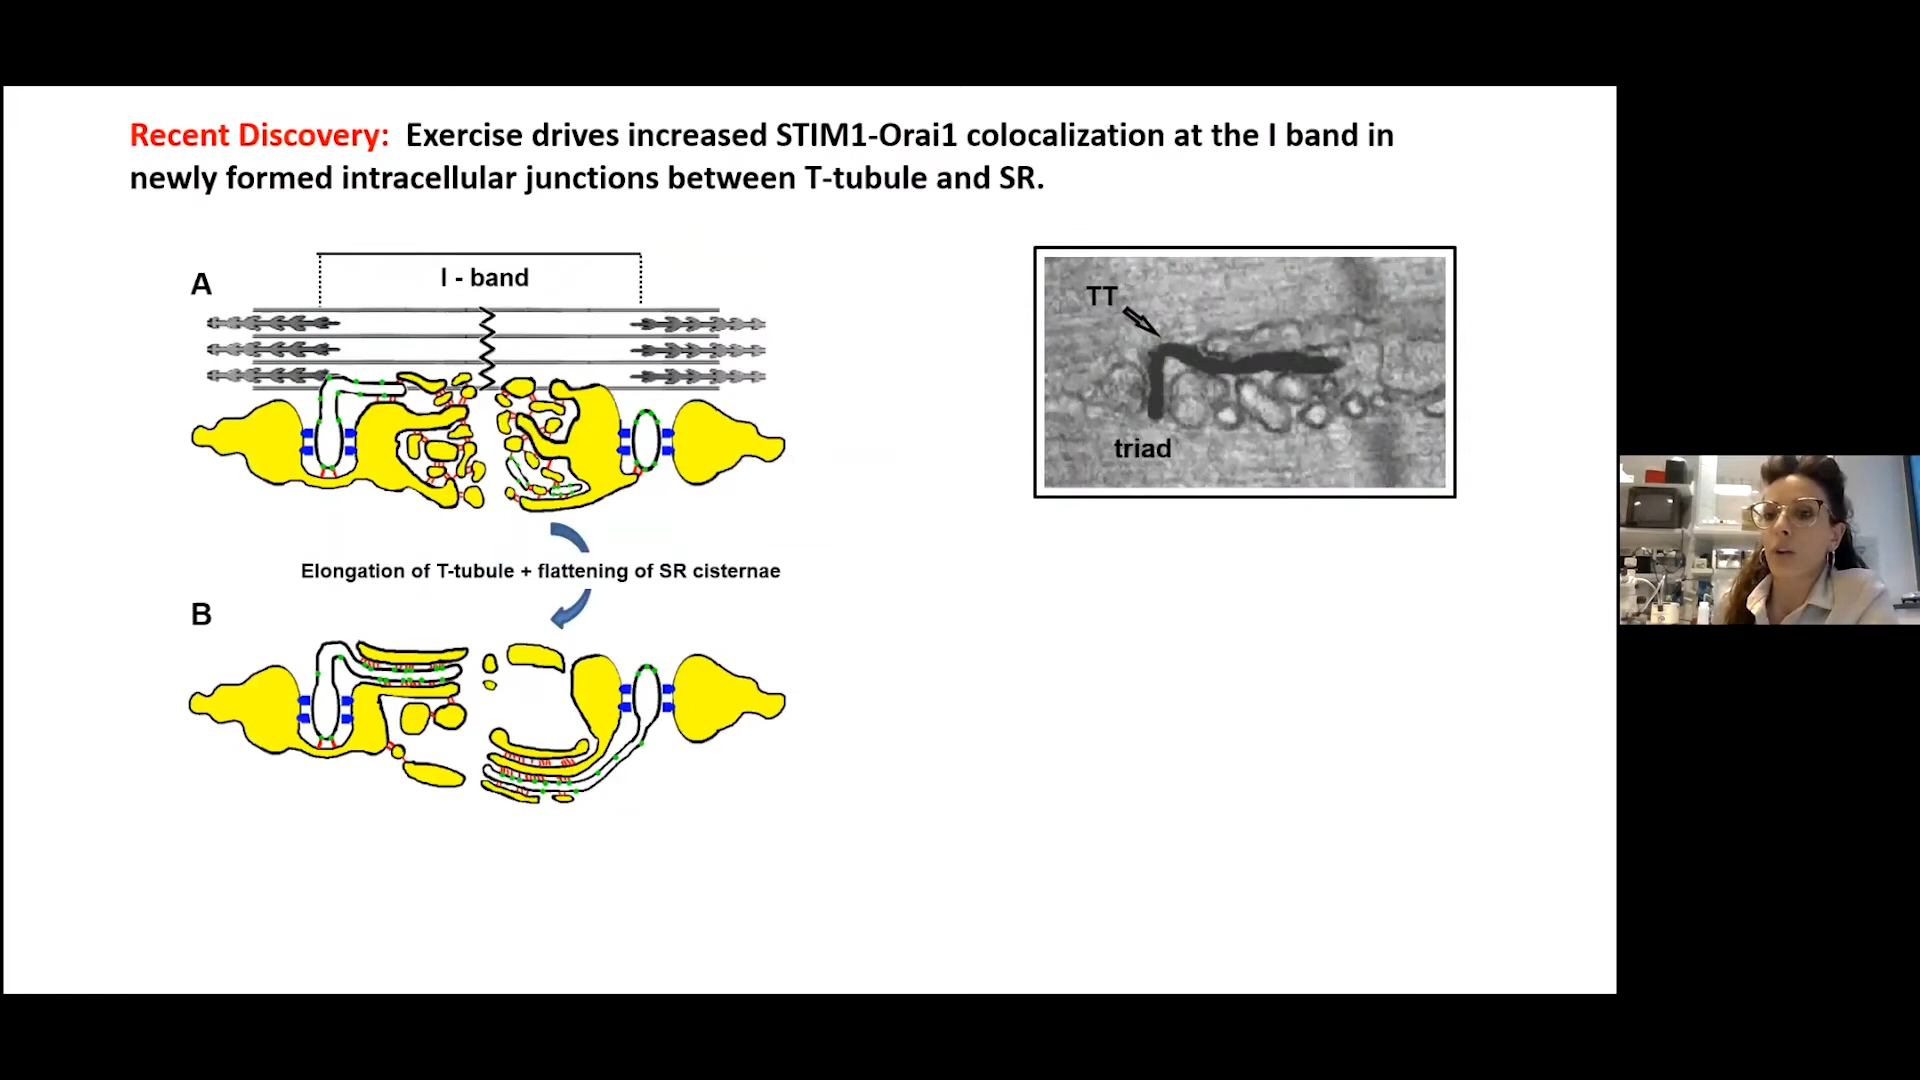 Recent Discovery: Exercise drives increased STIM1-Orai1 colocalization at the I band in
newly formed intracellular junctions between T-tubule and SR.
A
I - band
TT
triad
Elongation of T-tubule + flattening of SR cisternae
B